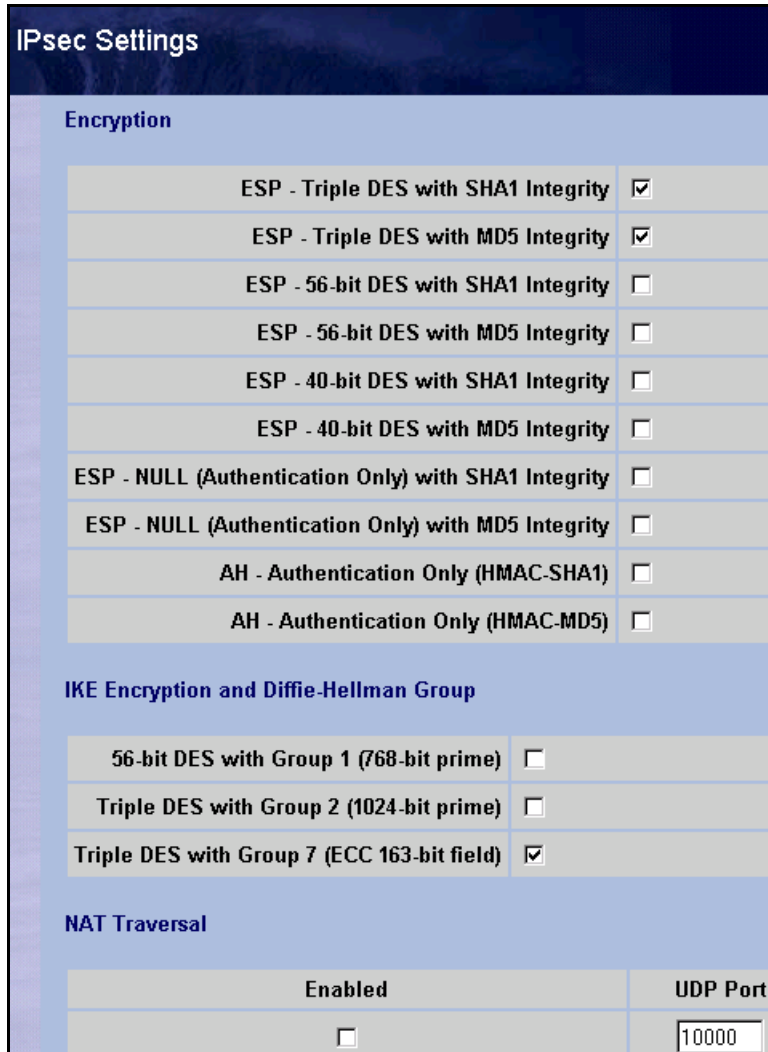 IPsec Settings
Encryption
ESP - Triple DES with SHA1 Integrity
ESP - Triple DES with MD5 Integrity
ESP - 56-bit DES with SHA1 Integrity
ESP - 56-bit DES with MD5 Integrity
ESP - 40-bit DES with SHA1 Integrity
ESP - 40-bit DES with MD5 Integrity
ESP - NULL (Authentication Only) with SHA1 Integrity
ESP - NULL (Authentication Only) with MD5 Integrity
AH - Authentication Only (HMAC-SHA1)
AH - Authentication Only (HMAC-MD5)
IKE Encryption and Diffie-Hellman Group
56-bit DES with Group 1 (768-bit prime)
Triple DES with Group 2 (1024-bit prime)
Triple DES with Group 7 (ECC 163-bit field)
NAT Traversal
Enabled UDP Port
10000